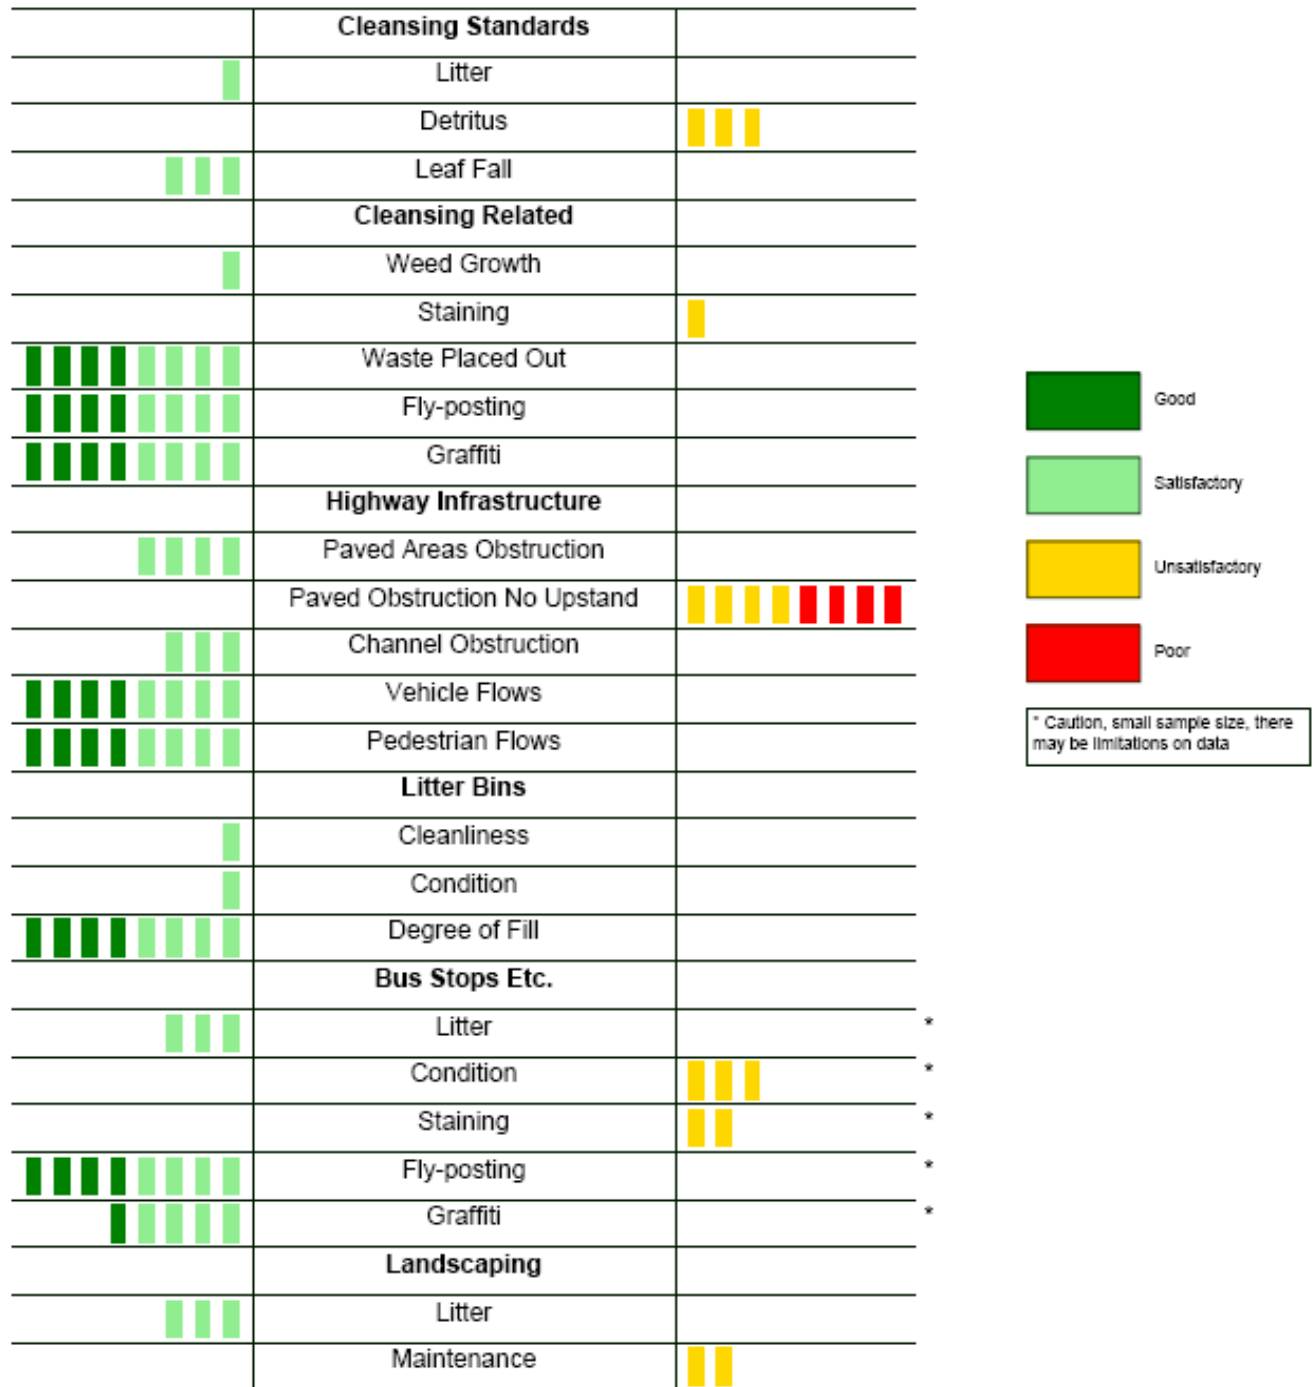 Cleansing Standards
Litter
Detritus
Leaf Fall
Cleansing Related
Weed Growth
Staining
Waste Placed Out
Fly-posting
Graffiti
Highway Infrastructure
Paved Areas Obstruction
Paved Obstruction No Upstand
Channel Obstruction
Vehicle Flows
Pedestrian Flows
Litter Bins
Cleanliness
Condition
Degree of Fill
Bus Stops Etc.
Litter *
Condition *
Staining *
Fly-posting *
Graffiti *
Landscaping
Litter
Maintenance
Good
Satisfactory
Unsatisfactory
Poor
* Caution, small sample size, there
may be limitations on data